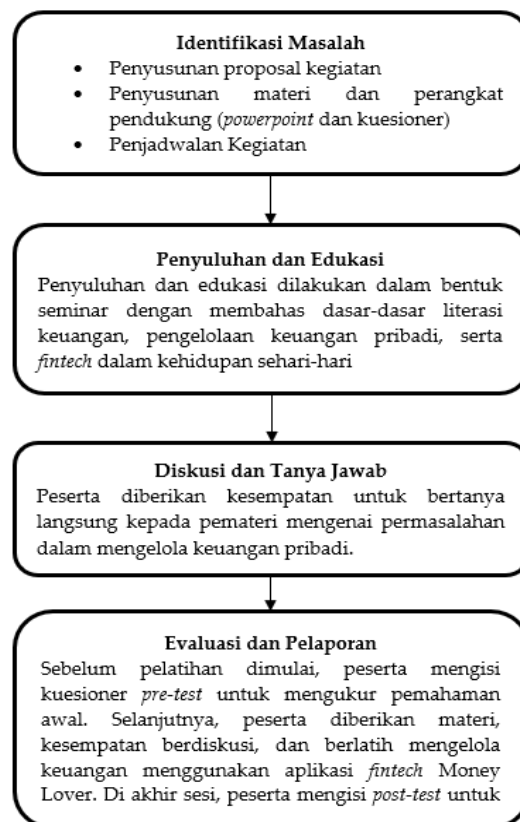 Identifikasi Masalah
• Penyusunan proposal kegiatan
• Penyusunan materi dan perangkat
pendukung (powerpoint dan kuesioner)
• Penjadwalan Kegiatan
Penyuluhan dan Edukasi
Penyuluhan dan edukasi dilakukan dalam bentuk
seminar dengan membahas dasar-dasar literasi
keuangan, pengelolaan keuangan pribadi, serta
fintech dalam kehidupan sehari-hari
Diskusi dan Tanya Jawab
Peserta diberikan kesempatan untuk bertanya
langsung kepada pemateri mengenai permasalahan
dalam mengelola keuangan pribadi.
Evaluasi dan Pelaporan
Sebelum pelatihan dimulai, peserta mengisi
kuesioner pre-test untuk mengukur pemahaman
awal. Selanjutnya, peserta diberikan materi,
kesempatan berdiskusi, dan berlatih mengelola
keuangan menggunakan aplikasi fintech Money
Lover. Di akhir sesi, peserta mengisi post-test untuk